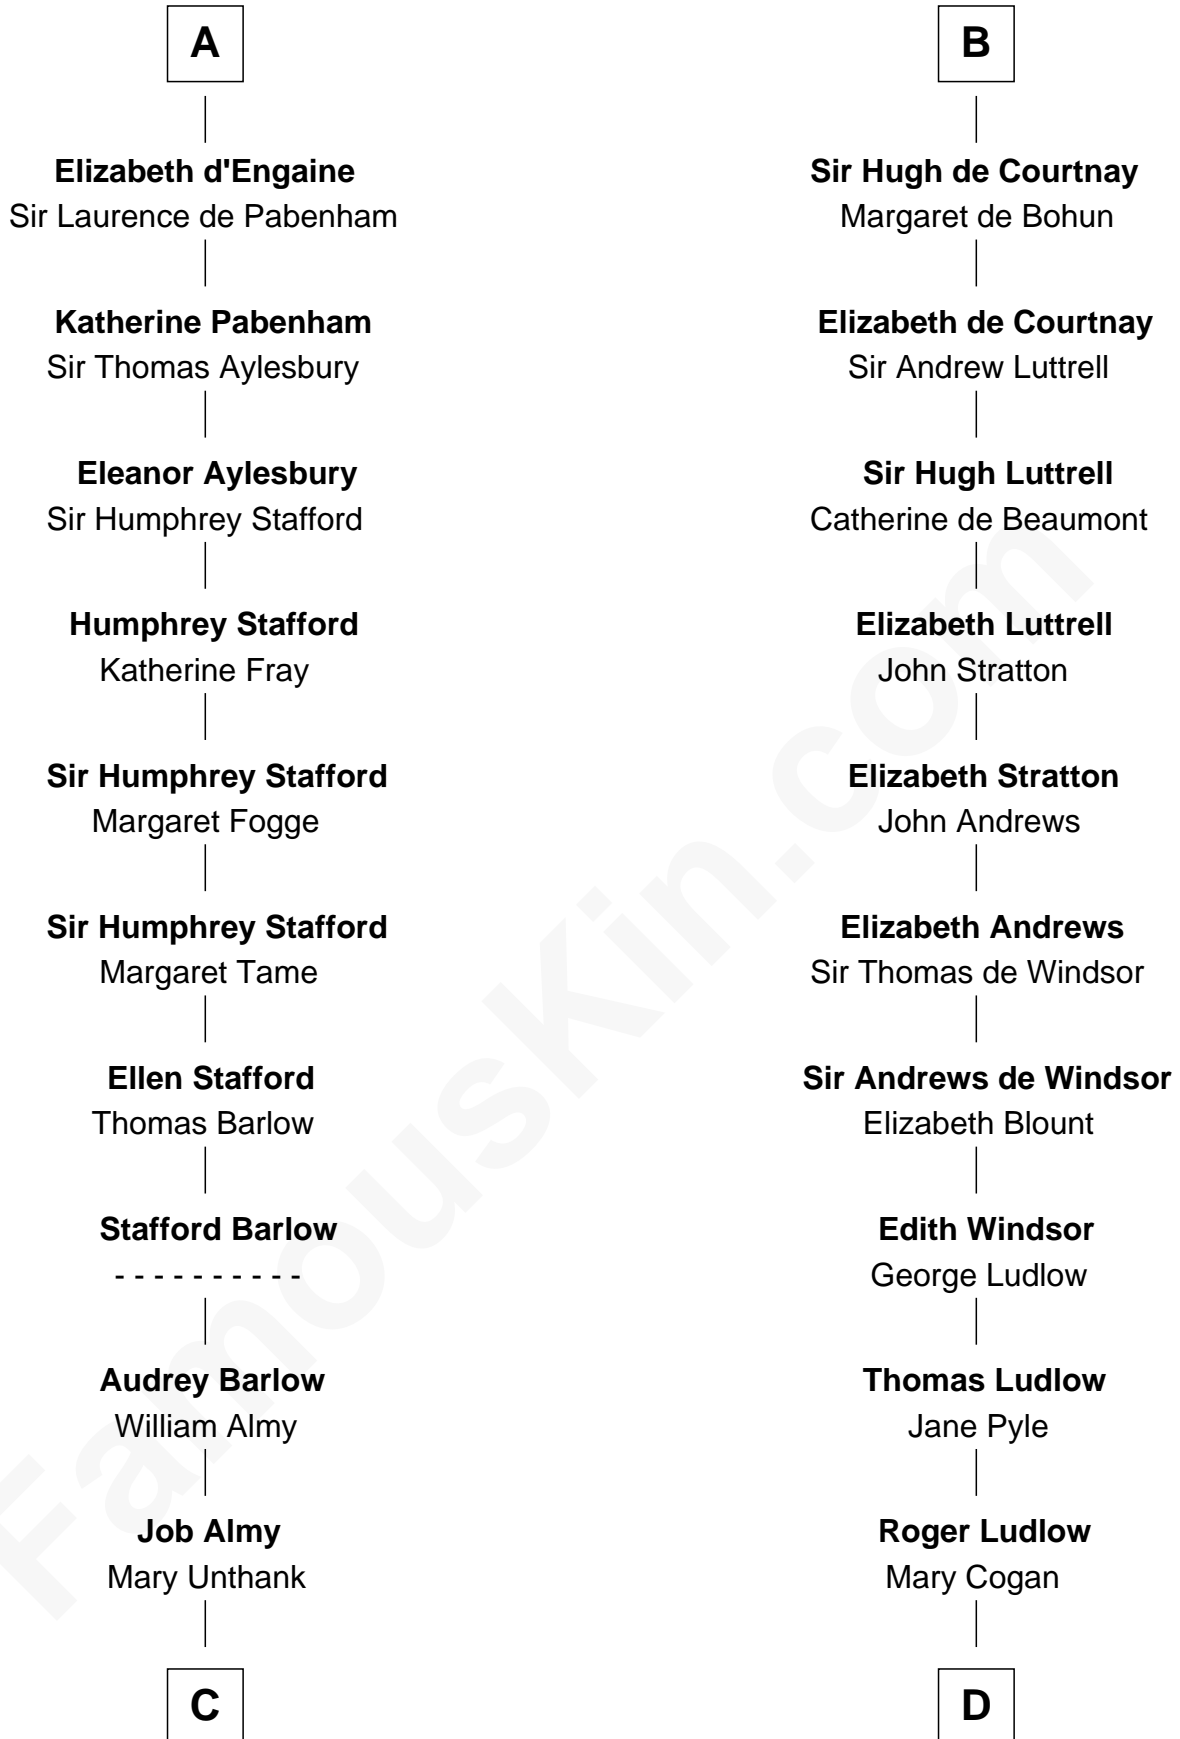 A
Elizabeth d'Engaine
Sir Laurence de Pabenham
Katherine Pabenham
Sir Thomas Aylesbury
Eleanor Aylesbury
Sir Humphrey Stafford
Humphrey Stafford
Katherine Fray
Sir Humphrey Stafford
Margaret Fogge
Sir Humphrey Stafford
Margaret Tame
Ellen Stafford
Thomas Barlow
Stafford Barlow
- - - - - - - - - -
Audrey Barlow
William Almy
Job Almy
Mary Unthank
C
B
Sir Hugh de Courtnay
Margaret de Bohun
Elizabeth de Courtnay
Sir Andrew Luttrell
Sir Hugh Luttrell
Catherine de Beaumont
Elizabeth Luttrell
John Stratton
Elizabeth Stratton
John Andrews
Elizabeth Andrews
Sir Thomas de Windsor
Sir Andrews de Windsor
Elizabeth Blount
Edith Windsor
George Ludlow
Thomas Ludlow
Jane Pyle
Roger Ludlow
Mary Cogan
D
FamousKin.com